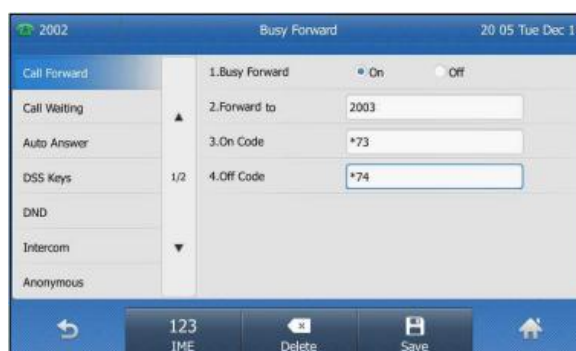 2002 Busy Forward 20 05 Tue Dec 1
Call Forward 1.Busy Forward On Off
Call Waiting 2.Forward to 2003
Auto Answer 3.On Code *73
DSS Keys 1/2 4.Off Code *74
DND
Intercom
Anonymous
123
IME Delete Save